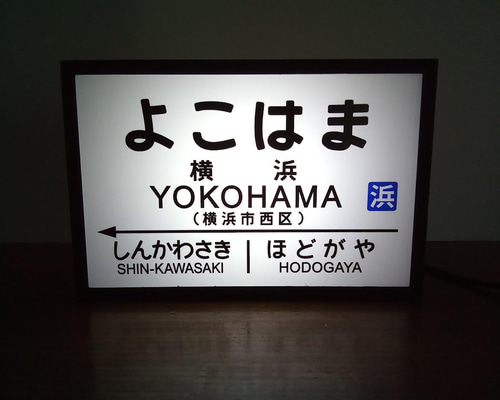 よこはま
横浜
YOKOHAMA
浜
(横浜市西区)
しんかわさき ほどがや
SHIN-KAWASAKI HODOGAYA